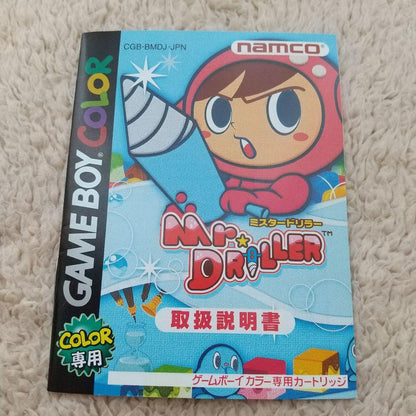 CGB-BMDJ-JPN
namco®
GAME BOY COLOR
ミスタードリラー
Mr. DRILLER™
取扱説明書
COLOR
専用
ゲームボーイカラー専用カートリッジ